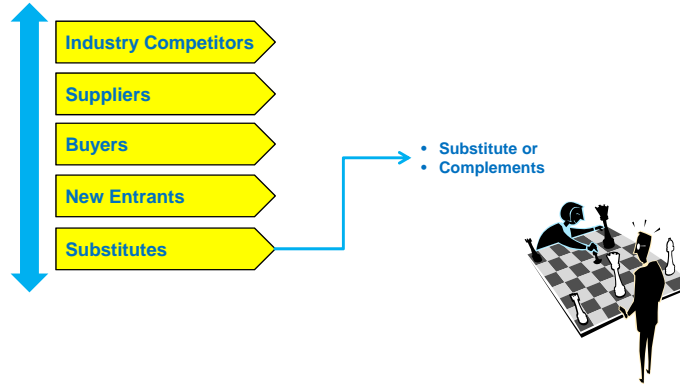 Industry Competitors
Suppliers
Buyers
New Entrants
Substitutes
• Substitute or
• Complements